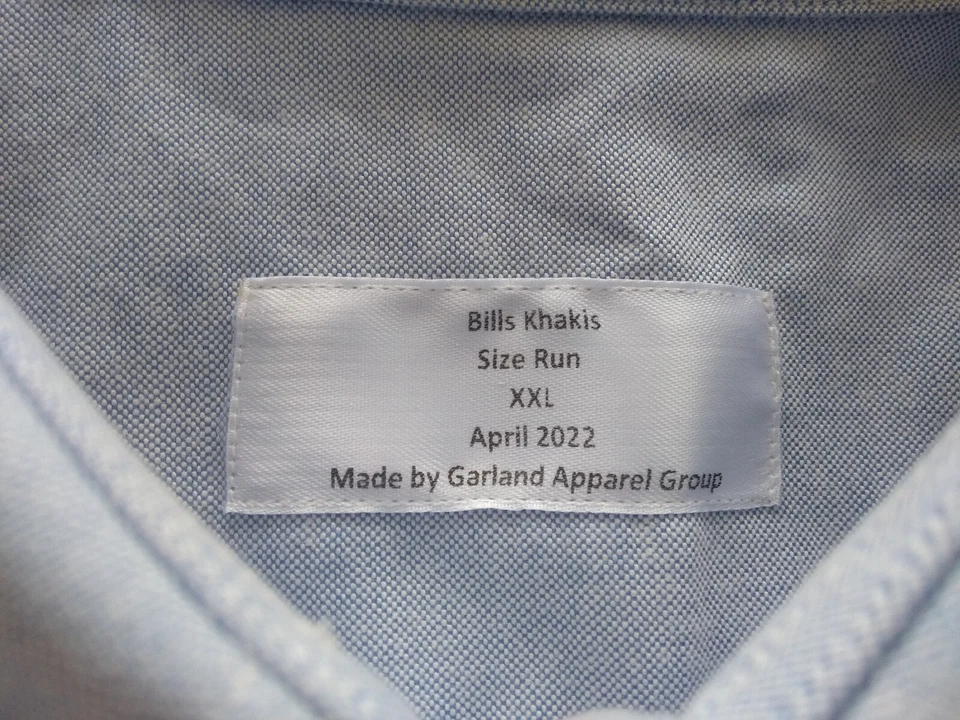 Bills Khakis
Size Run
XXL
April 2022
Made by Garland Apparel Group